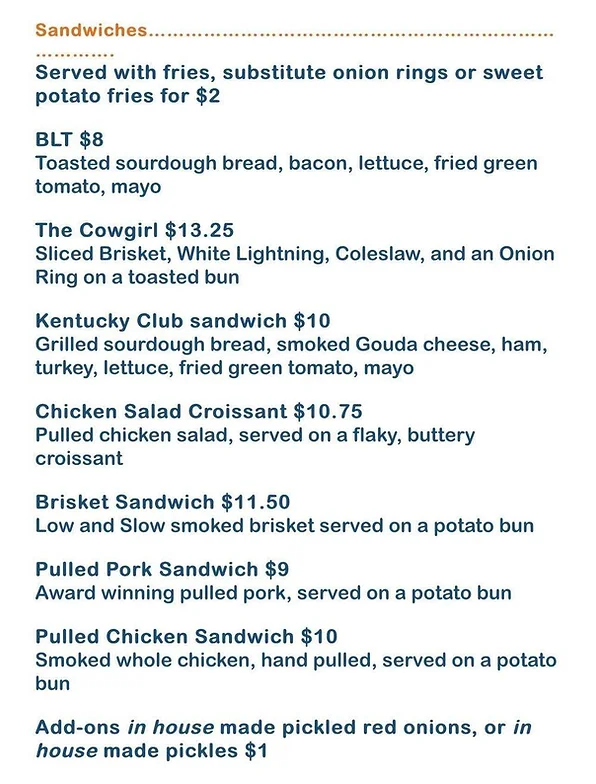 Sandwiches……………………………………………………………
………….
Served with fries, substitute onion rings or sweet
potato fries for $2
BLT $8
Toasted sourdough bread, bacon, lettuce, fried green
tomato, mayo
The Cowgirl $13.25
Sliced Brisket, White Lightning, Coleslaw, and an Onion
Ring on a toasted bun
Kentucky Club sandwich $10
Grilled sourdough bread, smoked Gouda cheese, ham,
turkey, lettuce, fried green tomato, mayo
Chicken Salad Croissant $10.75
Pulled chicken salad, served on a flaky, buttery
croissant
Brisket Sandwich $11.50
Low and Slow smoked brisket served on a potato bun
Pulled Pork Sandwich $9
Award winning pulled pork, served on a potato bun
Pulled Chicken Sandwich $10
Smoked whole chicken, hand pulled, served on a potato
bun
Add-ons in house made pickled red onions, or in
house made pickles $1